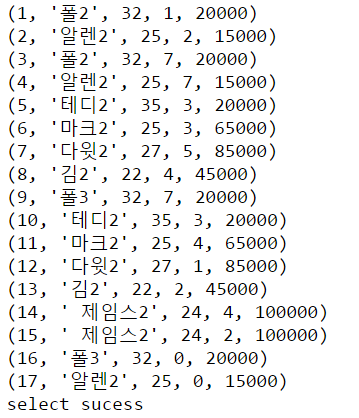 (1, '폴2', 32, 1, 20000)
(2, '알렌2', 25, 2, 15000)
(3, '폴2', 32, 7, 20000)
(4, '알렌2', 25, 7, 15000)
(5, '테디2', 35, 3, 20000)
(6, '마크2', 25, 3, 65000)
(7, '다윗2', 27, 5, 85000)
(8, '김2', 22, 4, 45000)
(9, '폴3', 32, 7, 20000)
(10, '테디2', 35, 3, 20000)
(11, '마크2', 25, 4, 65000)
(12, '다윗2', 27, 1, 85000)
(13, '김2', 22, 2, 45000)
(14, ' 제임스2', 24, 4, 100000)
(15, ' 제임스2', 24, 2, 100000)
(16, '폴3', 32, 0, 20000)
(17, '알렌2', 25, 0, 15000)
select sucess